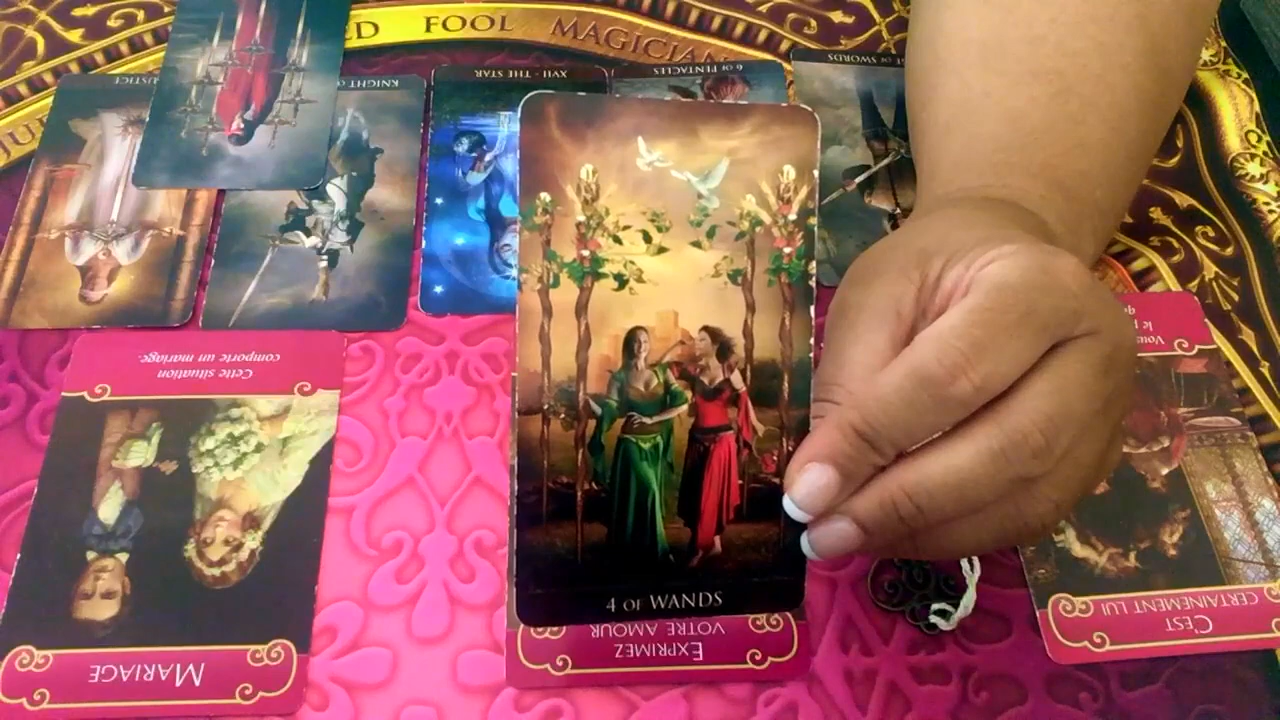 FOOL MAGICIAN
JUSTICE
KNIGHT
XVII - THE STAR
6 OF PENTACLES
OF SWORDS
Cette situation
comporte un mariage.
MARIAGE
4 OF WANDS
EXPRIMEZ
VOTRE AMOUR
C'EST
CERTAINEMENT LUI